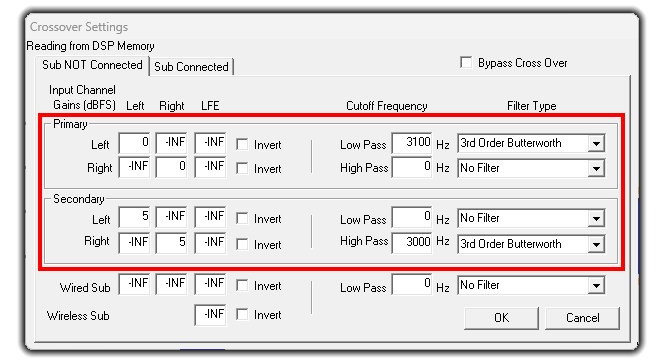 Crossover Settings
Reading from DSP Memory
Sub NOT Connected Sub Connected Bypass Cross Over
Input Channel
Gains (dBFS) Left Right LFE Cutoff Frequency Filter Type
Primary
Left 0 -INF -INF Invert Low Pass 3100 Hz 3rd Order Butterworth
Right -INF 0 -INF Invert High Pass 0 Hz No Filter
Secondary
Left 5 -INF -INF Invert Low Pass 0 Hz No Filter
Right -INF 5 -INF Invert High Pass 3000 Hz 3rd Order Butterworth
Wired Sub -INF -INF -INF Invert Low Pass 0 Hz No Filter
Wireless Sub -INF Invert OK Cancel